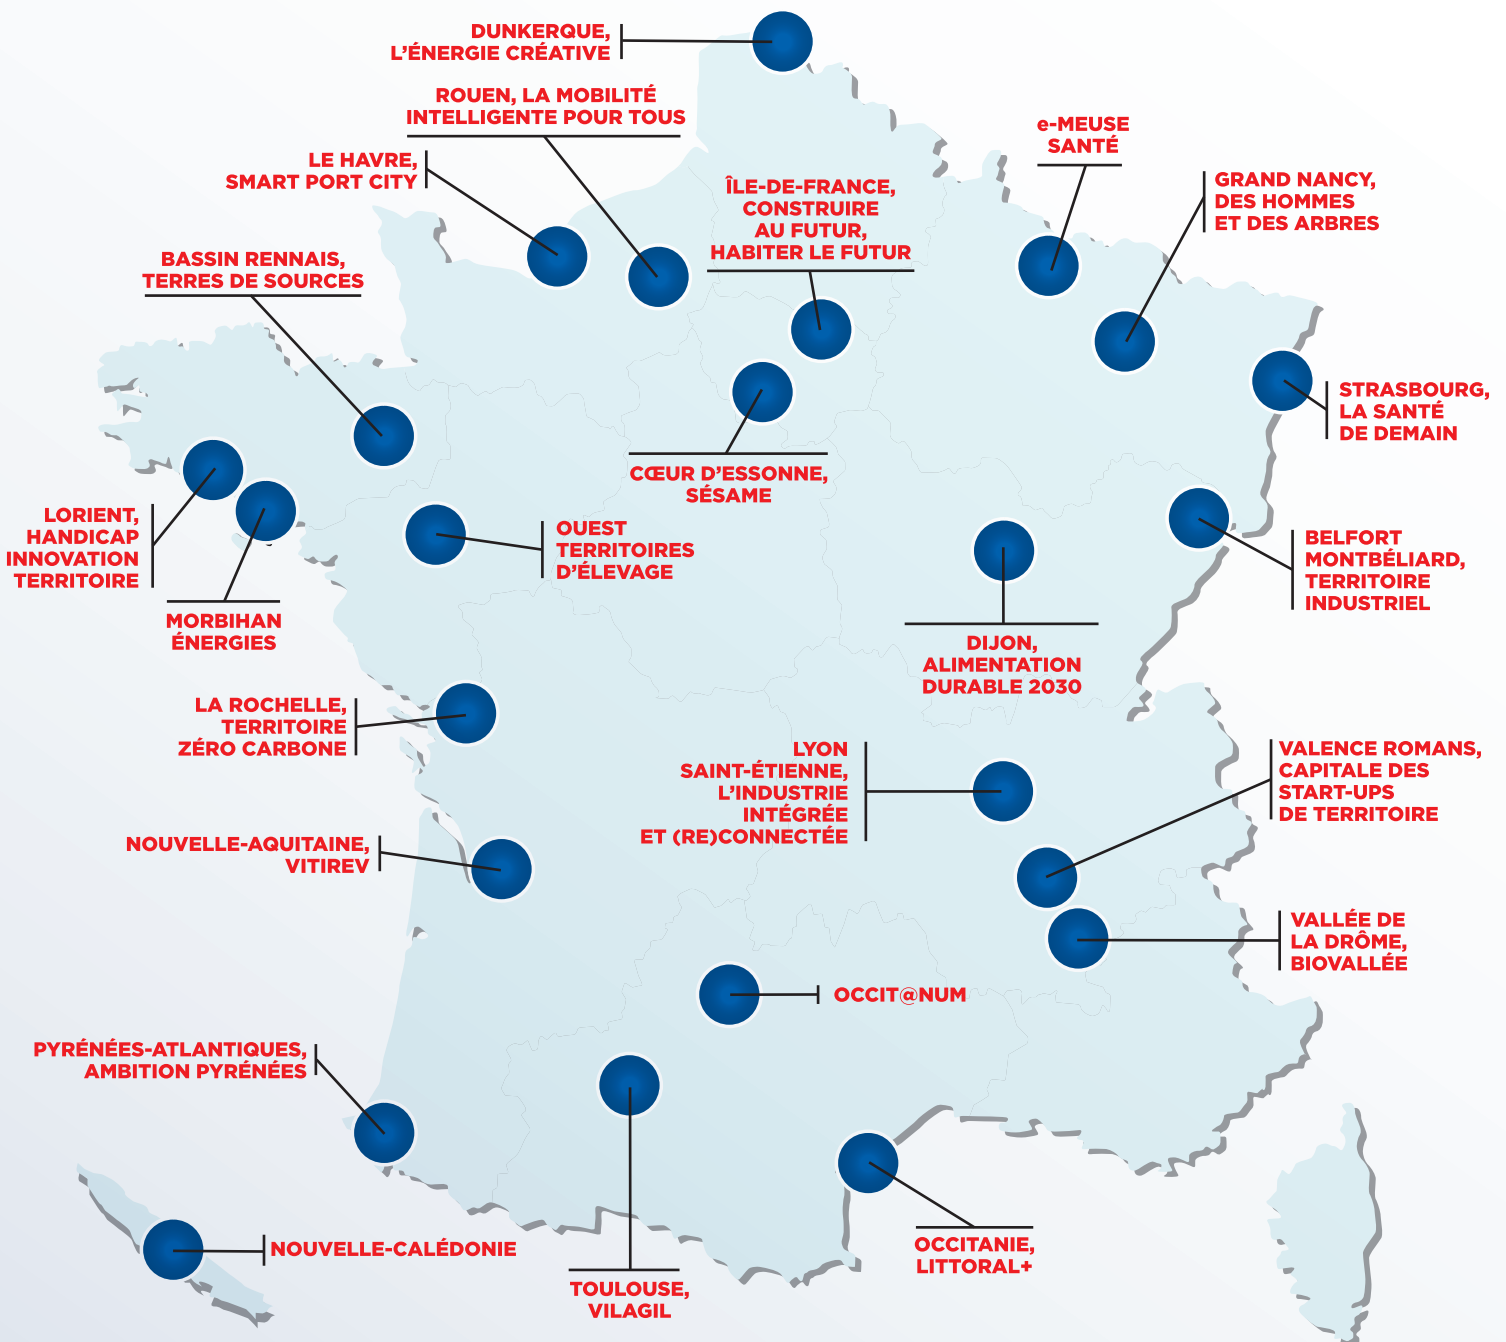 DUNKERQUE,
L'ÉNERGIE CRÉATIVE
ROUEN, LA MOBILITÉ
INTELLIGENTE POUR TOUS
LE HAVRE,
SMART PORT CITY
e-MEUSE
SANTÉ
ÎLE-DE-FRANCE,
CONSTRUIRE
AU FUTUR,
HABITER LE FUTUR
GRAND NANCY,
DES HOMMES
ET DES ARBRES
BASSIN RENNAIS,
TERRES DE SOURCES
STRASBOURG,
LA SANTÉ
DE DEMAIN
CŒUR D'ESSONNE,
SÉSAME
LORIENT,
HANDICAP
INNOVATION
TERRITOIRE
OUEST
TERRITOIRES
D'ÉLEVAGE
BELFORT
MONTBÉLIARD,
TERRITOIRE
INDUSTRIEL
MORBIHAN
ÉNERGIES
DIJON,
ALIMENTATION
DURABLE 2030
LA ROCHELLE,
TERRITOIRE
ZÉRO CARBONE
LYON
SAINT-ÉTIENNE,
L'INDUSTRIE
INTÉGRÉE
ET (RE)CONNECTÉE
VALENCE ROMANS,
CAPITALE DES
START-UPS
DE TERRITOIRE
NOUVELLE-AQUITAINE,
VITIREV
VALLÉE DE
LA DRÔME,
BIOVALLÉE
OCCIT@NUM
PYRÉNÉES-ATLANTIQUES,
AMBITION PYRÉNÉES
NOUVELLE-CALÉDONIE
OCCITANIE,
LITTORAL+
TOULOUSE,
VILAGIL